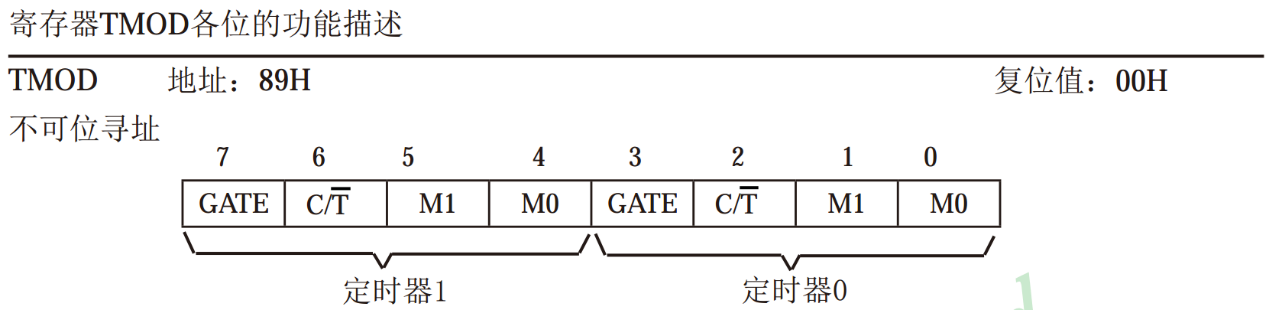 寄存器TMOD各位的功能描述
TMOD 地址：89H 复位值：00H
不可位寻址
7 6 5 4 3 2 1 0
GATE C/T̅ M1 M0 GATE C/T̅ M1 M0
定时器1 定时器0